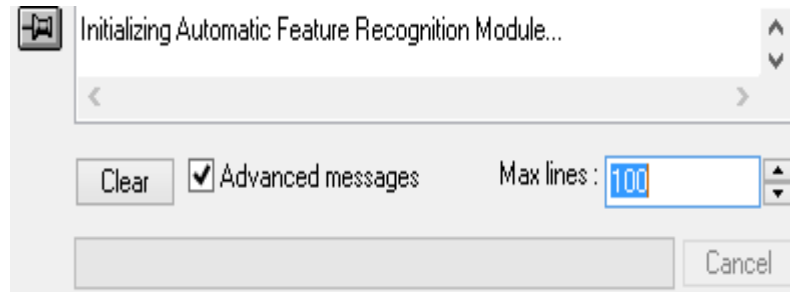 Initializing Automatic Feature Recognition Module...
Clear Advanced messages Max lines : 100
Cancel